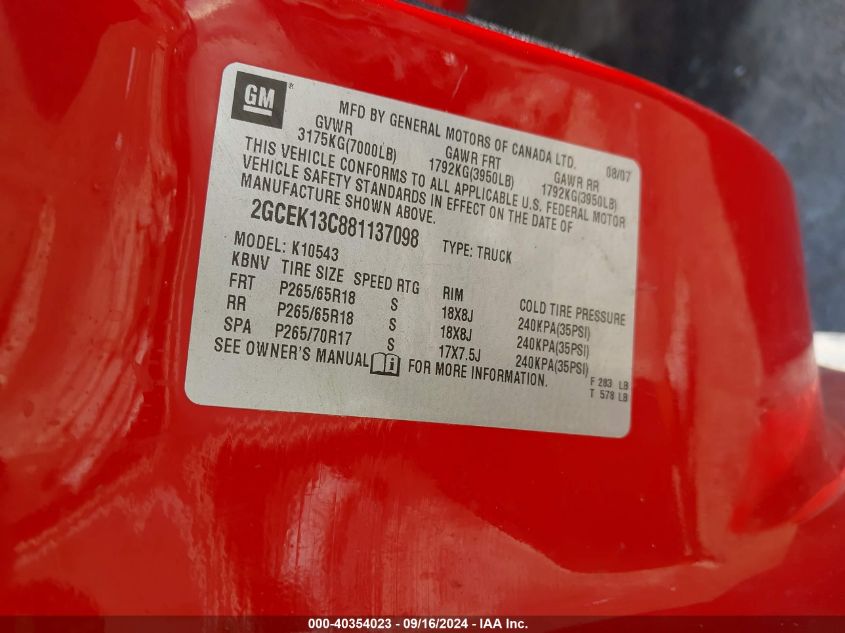 GM ®
MFD BY GENERAL MOTORS OF CANADA LTD. 08/07
GVWR GAWR FRT GAWR RR
3175KG(7000LB) 1792KG(3950LB) 1792KG(3950LB)
THIS VEHICLE CONFORMS TO ALL APPLICABLE U.S. FEDERAL MOTOR
VEHICLE SAFETY STANDARDS IN EFFECT ON THE DATE OF
MANUFACTURE SHOWN ABOVE.
2GCEK13C881137098 TYPE: TRUCK
MODEL: K10543
KBNV TIRE SIZE SPEED RTG RIM COLD TIRE PRESSURE
FRT P265/65R18 S 18X8J 240KPA(35PSI)
RR P265/65R18 S 18X8J 240KPA(35PSI)
SPA P265/70R17 S 17X7.5J 240KPA(35PSI)
SEE OWNER'S MANUAL FOR MORE INFORMATION.
F 283 LB
T 578 LB
000-40354023 - 09/16/2024 - IAA Inc.